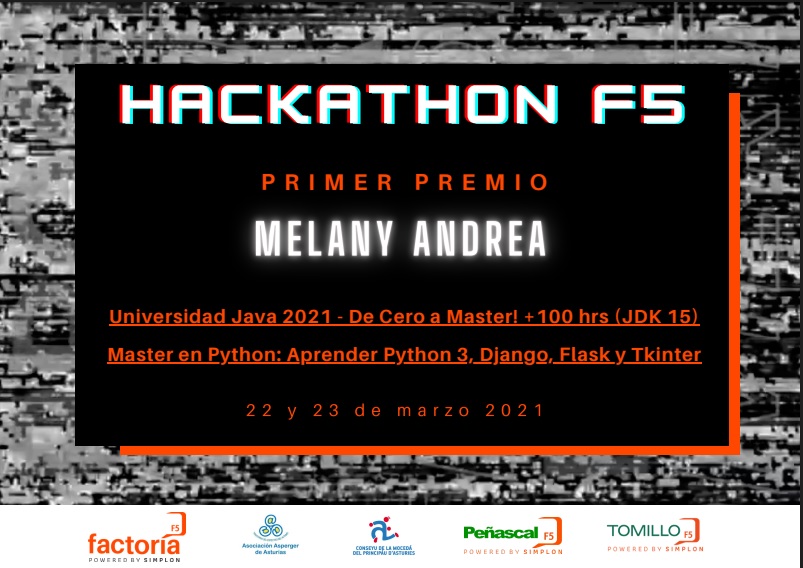 HACKATHON F5
PRIMER PREMIO
MELANY ANDREA
Universidad Java 2021 - De Cero a Master! +100 hrs (JDK 15)
Master en Python: Aprender Python 3, Django, Flask y Tkinter
22 y 23 de marzo 2021
factoría F5
POWERED BY SIMPLON
Asociación Asperger
de Asturias
CONSEYU DE LA MOCEDÁ
DEL PRINCIPAU D'ASTURIES
Peñascal F5
POWERED BY SIMPLON
TOMILLO F5
POWERED BY SIMPLON